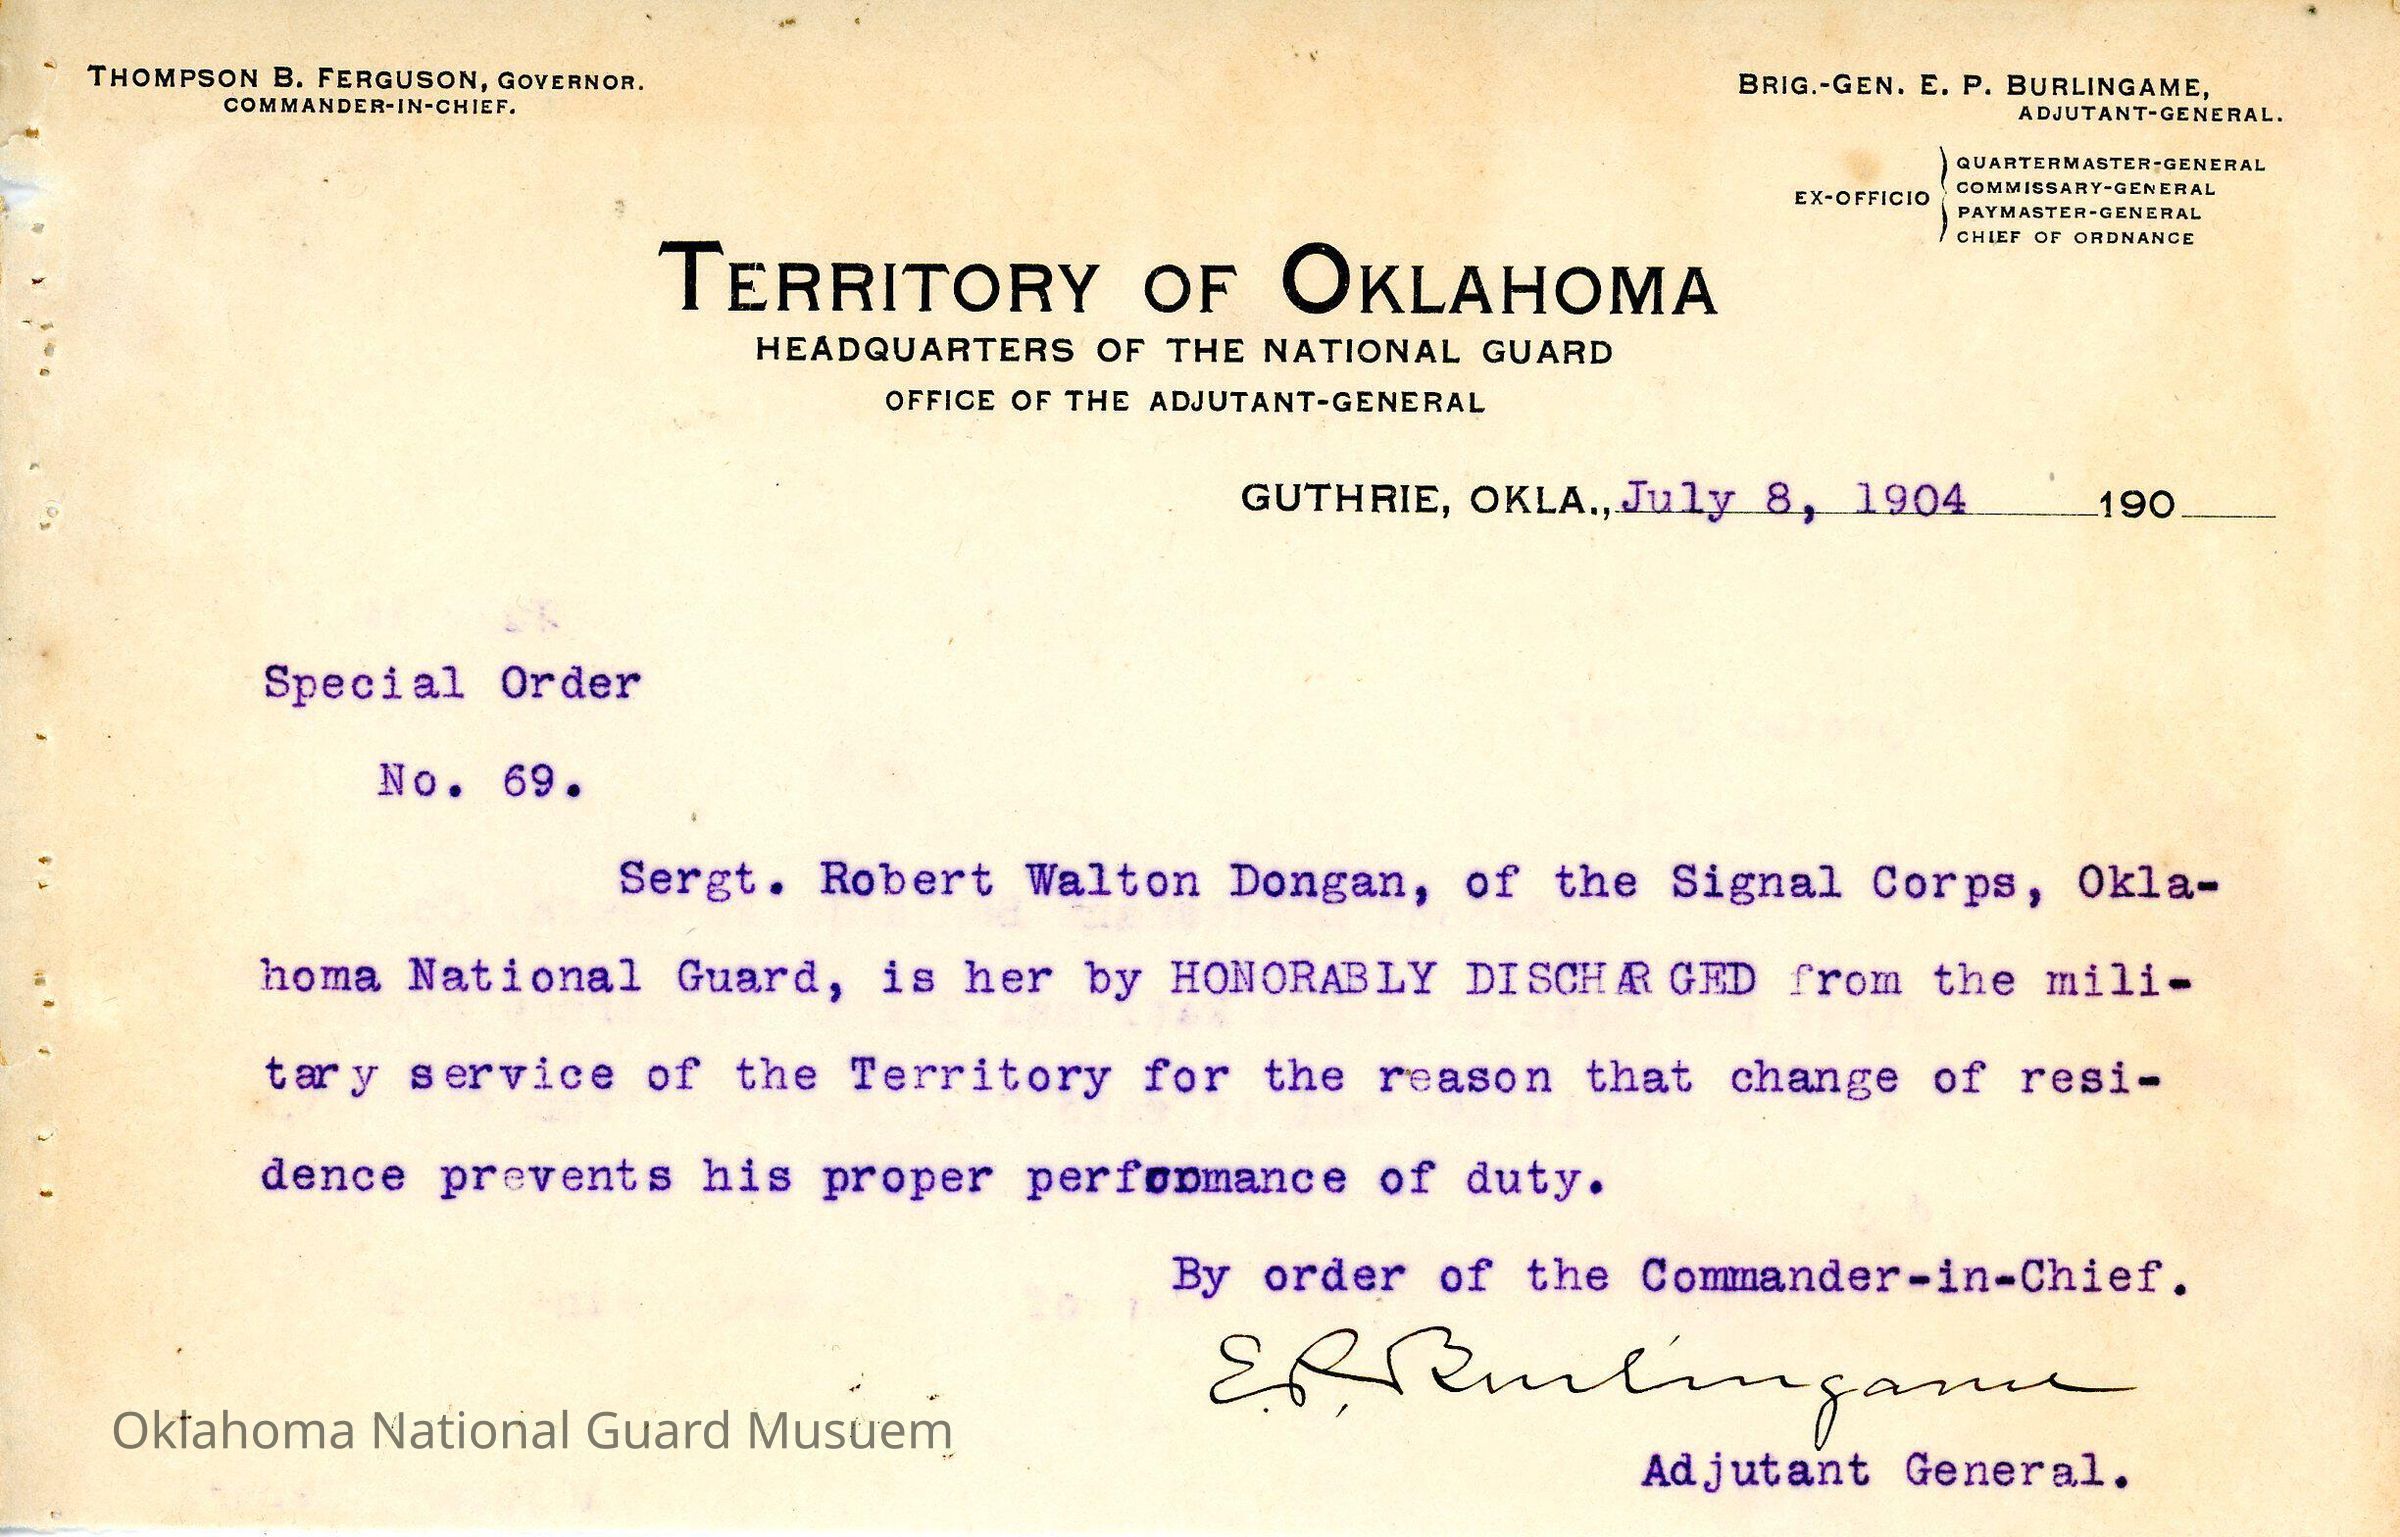 THOMPSON B. FERGUSON, GOVERNOR.
COMMANDER-IN-CHIEF.
BRIG.-GEN. E. P. BURLINGAME,
ADJUTANT-GENERAL.
EX-OFFICIO
QUARTERMASTER-GENERAL
COMMISSARY-GENERAL
PAYMASTER-GENERAL
CHIEF OF ORDNANCE
TERRITORY OF OKLAHOMA
HEADQUARTERS OF THE NATIONAL GUARD
OFFICE OF THE ADJUTANT-GENERAL
GUTHRIE, OKLA., July 8, 1904 190
Special Order
No. 69.
Sergt. Robert Walton Dongan, of the Signal Corps, Okla-
homa National Guard, is her by HONORABLY DISCHARGED from the mili-
tary service of the Territory for the reason that change of resi-
dence prevents his proper performance of duty.
By order of the Commander-in-Chief.
E. P. Burlingame
Adjutant General.
Oklahoma National Guard Musuem